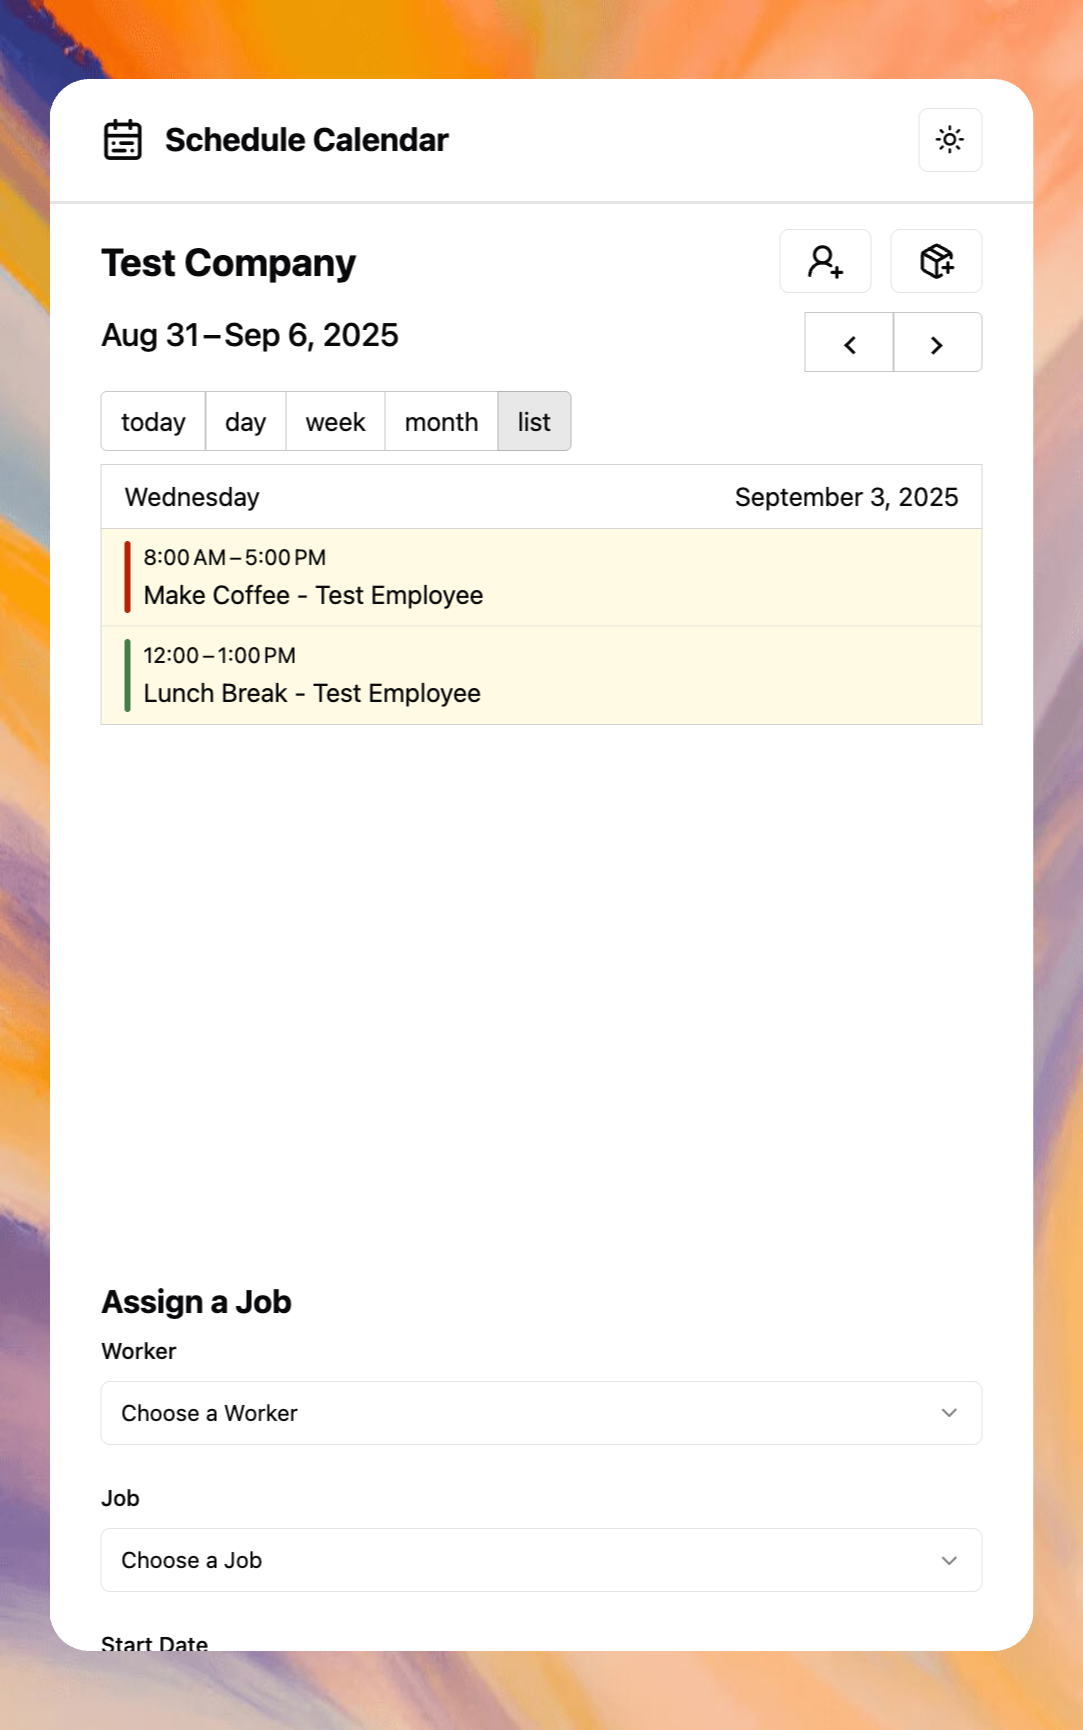 Schedule Calendar
Test Company
Aug 31 – Sep 6, 2025
today day week month list
Wednesday September 3, 2025
8:00 AM – 5:00 PM
Make Coffee - Test Employee
12:00 – 1:00 PM
Lunch Break - Test Employee
Assign a Job
Worker
Choose a Worker
Job
Choose a Job
Start Date